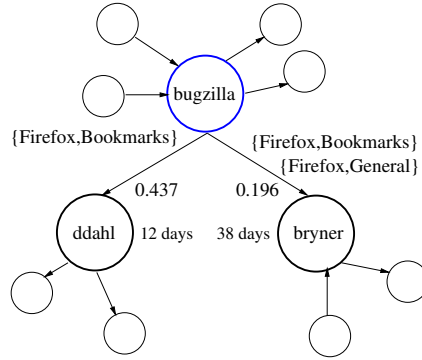 bugzilla
{Firefox,Bookmarks}
{Firefox,Bookmarks}
{Firefox,General}
0.437
0.196
ddahl
12 days
38 days
bryner